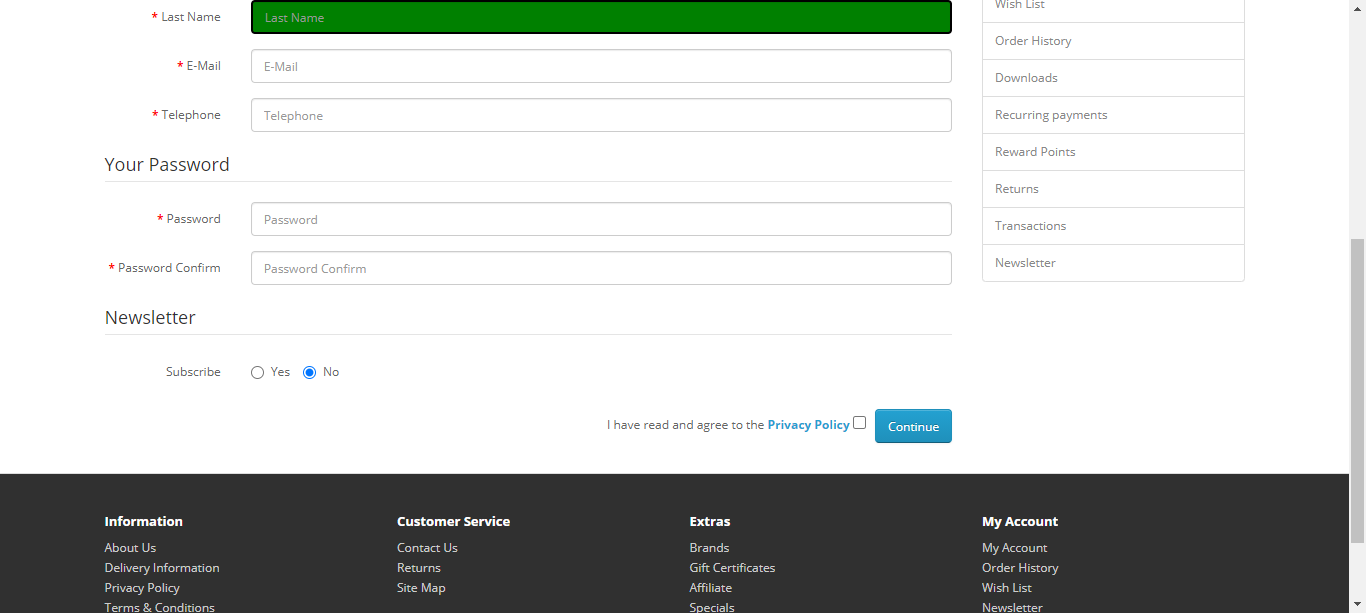 * Last Name
Last Name
* E-Mail
E-Mail
* Telephone
Telephone
Your Password
* Password
Password
* Password Confirm
Password Confirm
Newsletter
Subscribe
Yes
No
I have read and agree to the Privacy Policy
Continue
Wish List
Order History
Downloads
Recurring payments
Reward Points
Returns
Transactions
Newsletter
Information
About Us
Delivery Information
Privacy Policy
Terms & Conditions
Customer Service
Contact Us
Returns
Site Map
Extras
Brands
Gift Certificates
Affiliate
Specials
My Account
My Account
Order History
Wish List
Newsletter